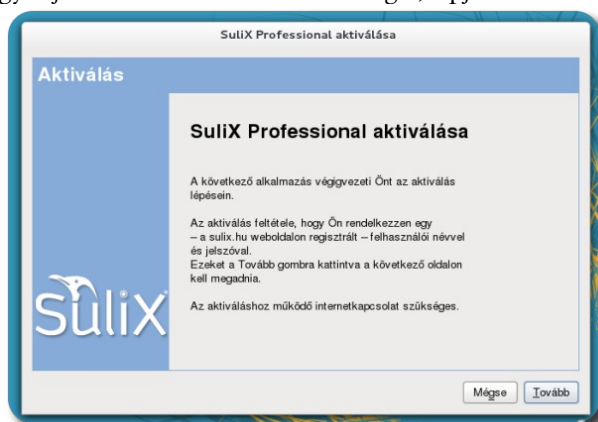 SuliX Professional aktiválása
Aktiválás
SuliX Professional aktiválása
A következő alkalmazás végigvezeti Önt az aktiválás
lépésein.
Az aktiválás feltétele, hogy Ön rendelkezzen egy
– a sulix.hu weboldalon regisztrált – felhasználói névvel
és jelszóval.
Ezeket a Tovább gombra kattintva a következő oldalon
kell megadnia.
Az aktiváláshoz működő internetkapcsolat szükséges.
SuliX
Mégse
Tovább